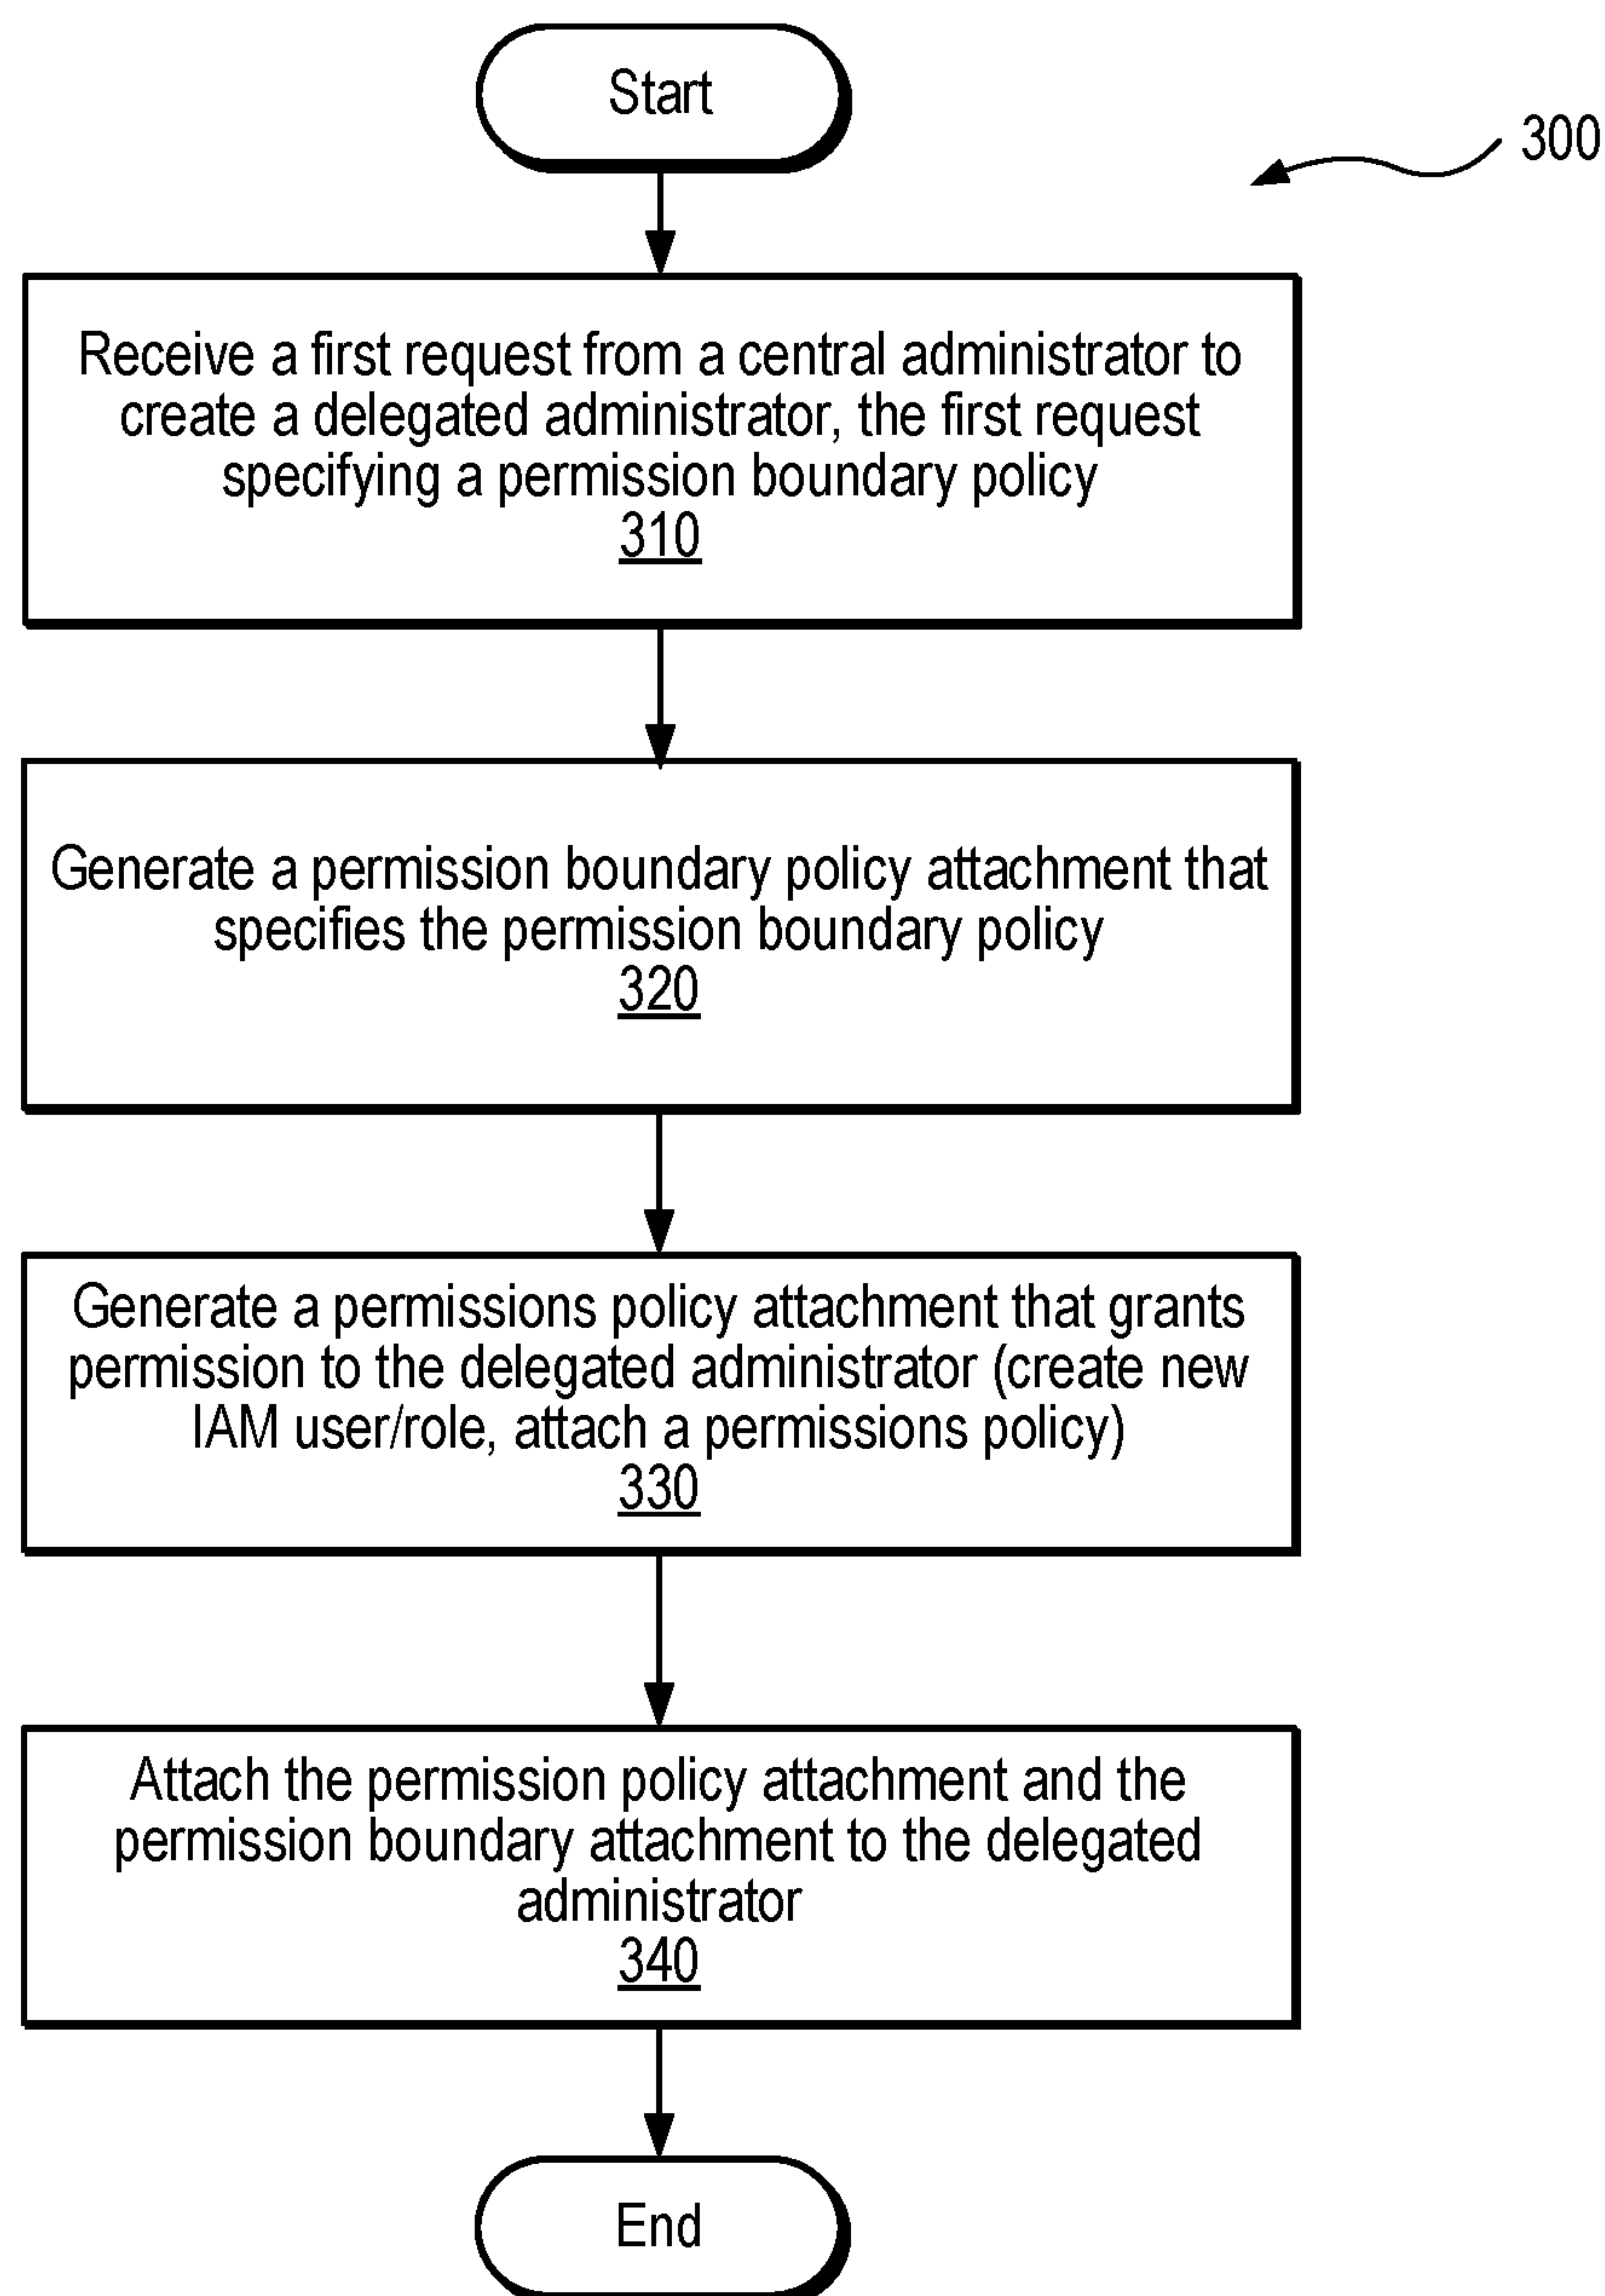 Start
300
Receive a first request from a central administrator to
create a delegated administrator, the first request
specifying a permission boundary policy
310
Generate a permission boundary policy attachment that
specifies the permission boundary policy
320
Generate a permissions policy attachment that grants
permission to the delegated administrator (create new
IAM user/role, attach a permissions policy)
330
Attach the permission policy attachment and the
permission boundary attachment to the delegated
administrator
340
End